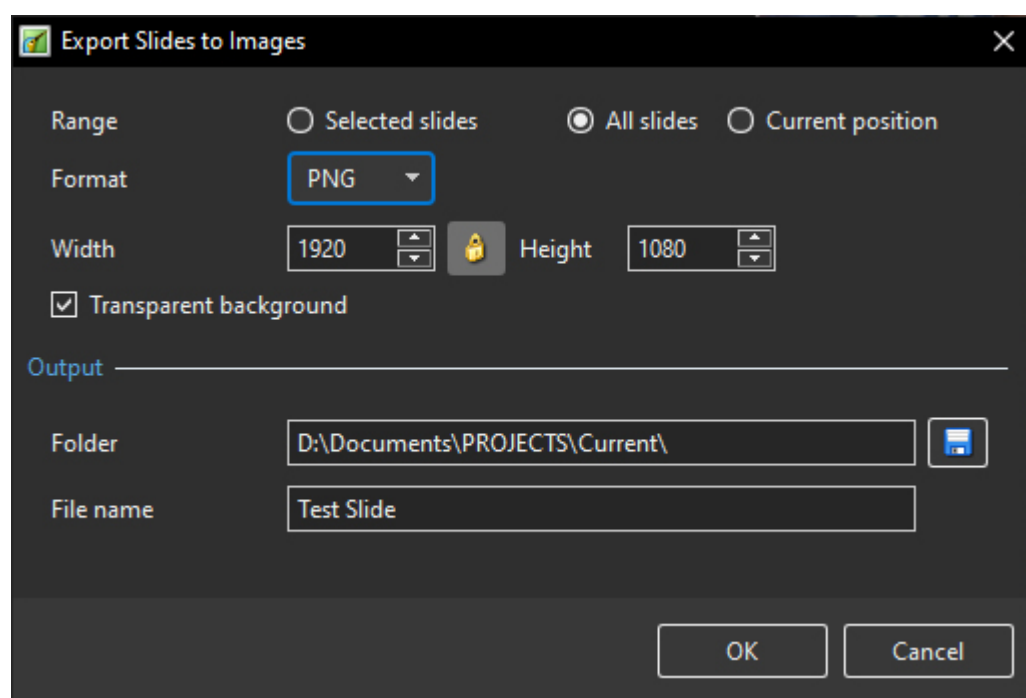 Export Slides to Images
Range Selected slides All slides Current position
Format PNG
Width 1920 Height 1080
Transparent background
Output
Folder D:\Documents\PROJECTS\Current\
File name Test Slide
OK Cancel